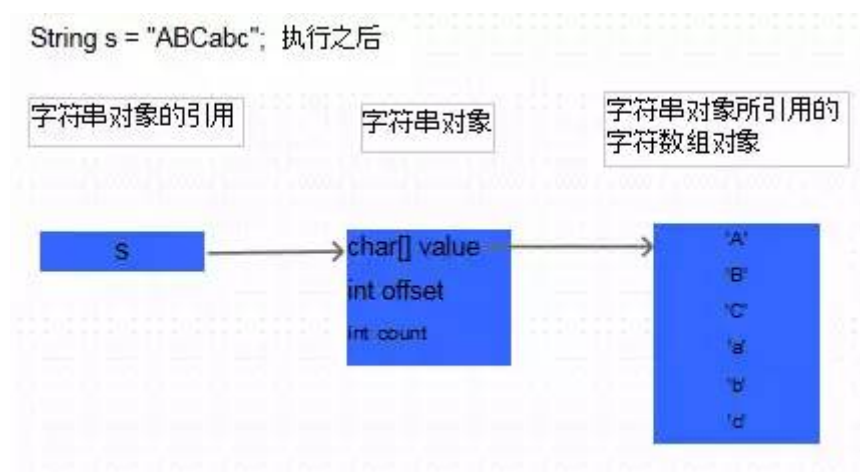 String s = "ABCabc"; 执行之后
字符串对象的引用
字符串对象
字符串对象所引用的
字符数组对象
S
char[] value
int offset
int count
'A'
'B'
'C'
'a'
'b'
'd'